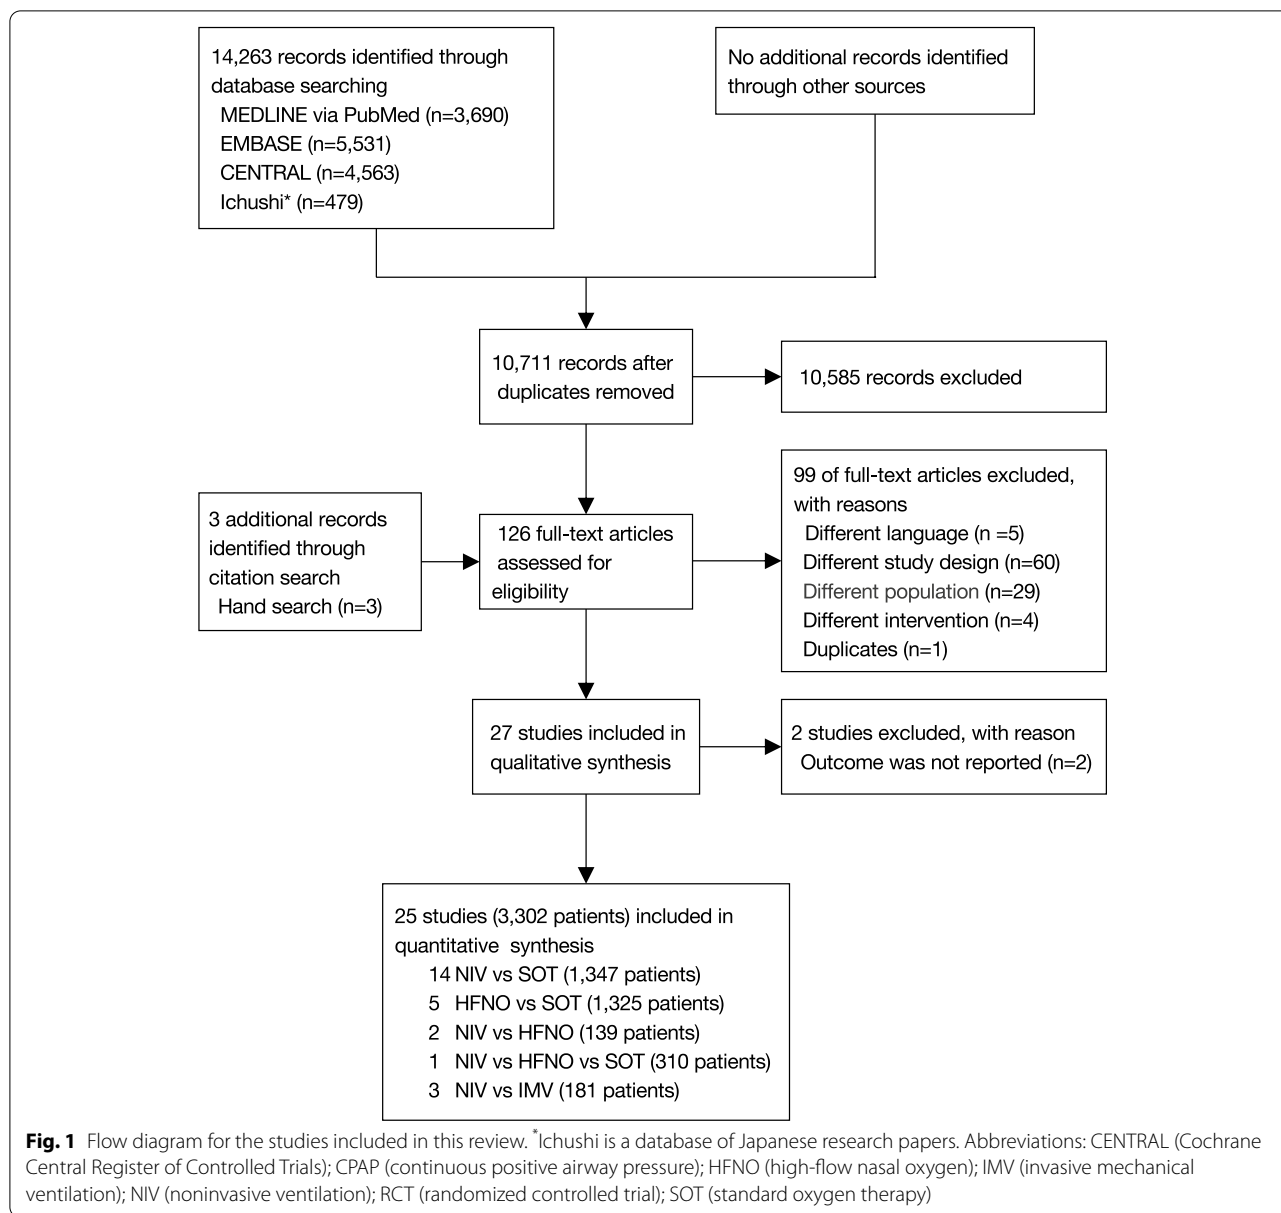 14,263 records identified through
database searching
MEDLINE via PubMed (n=3,690)
EMBASE (n=5,531)
CENTRAL (n=4,563)
Ichushi* (n=479)
No additional records identified
through other sources
10,711 records after
duplicates removed
10,585 records excluded
3 additional records
identified through
citation search
Hand search (n=3)
126 full-text articles
assessed for
eligibility
99 of full-text articles excluded,
with reasons
Different language (n =5)
Different study design (n=60)
Different population (n=29)
Different intervention (n=4)
Duplicates (n=1)
27 studies included in
qualitative synthesis
2 studies excluded, with reason
Outcome was not reported (n=2)
25 studies (3,302 patients) included in
quantitative synthesis
14 NIV vs SOT (1,347 patients)
5 HFNO vs SOT (1,325 patients)
2 NIV vs HFNO (139 patients)
1 NIV vs HFNO vs SOT (310 patients)
3 NIV vs IMV (181 patients)
Fig. 1 Flow diagram for the studies included in this review. *Ichushi is a database of Japanese research papers. Abbreviations: CENTRAL (Cochrane
Central Register of Controlled Trials); CPAP (continuous positive airway pressure); HFNO (high-flow nasal oxygen); IMV (invasive mechanical
ventilation); NIV (noninvasive ventilation); RCT (randomized controlled trial); SOT (standard oxygen therapy)